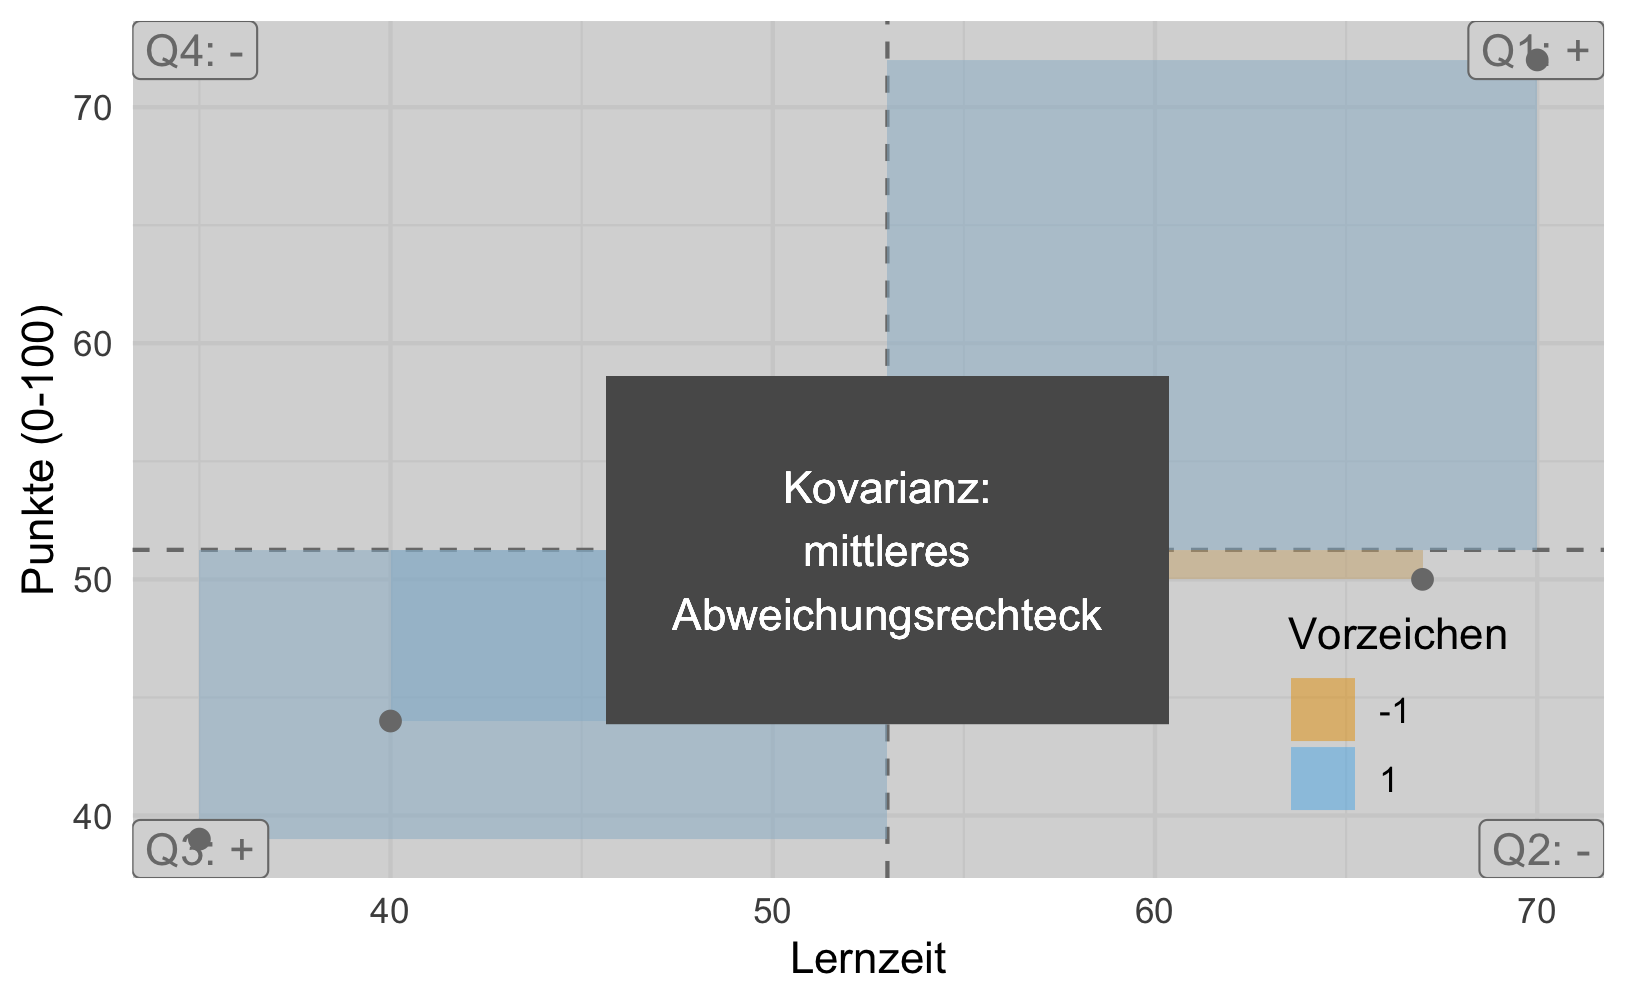 Q4: -
Q1: +
70
60
50
40
Punkte (0-100)
Kovarianz:
mittleres
Abweichungsrechteck
Vorzeichen
-1
1
Q3: +
Q2: -
40
50
60
70
Lernzeit